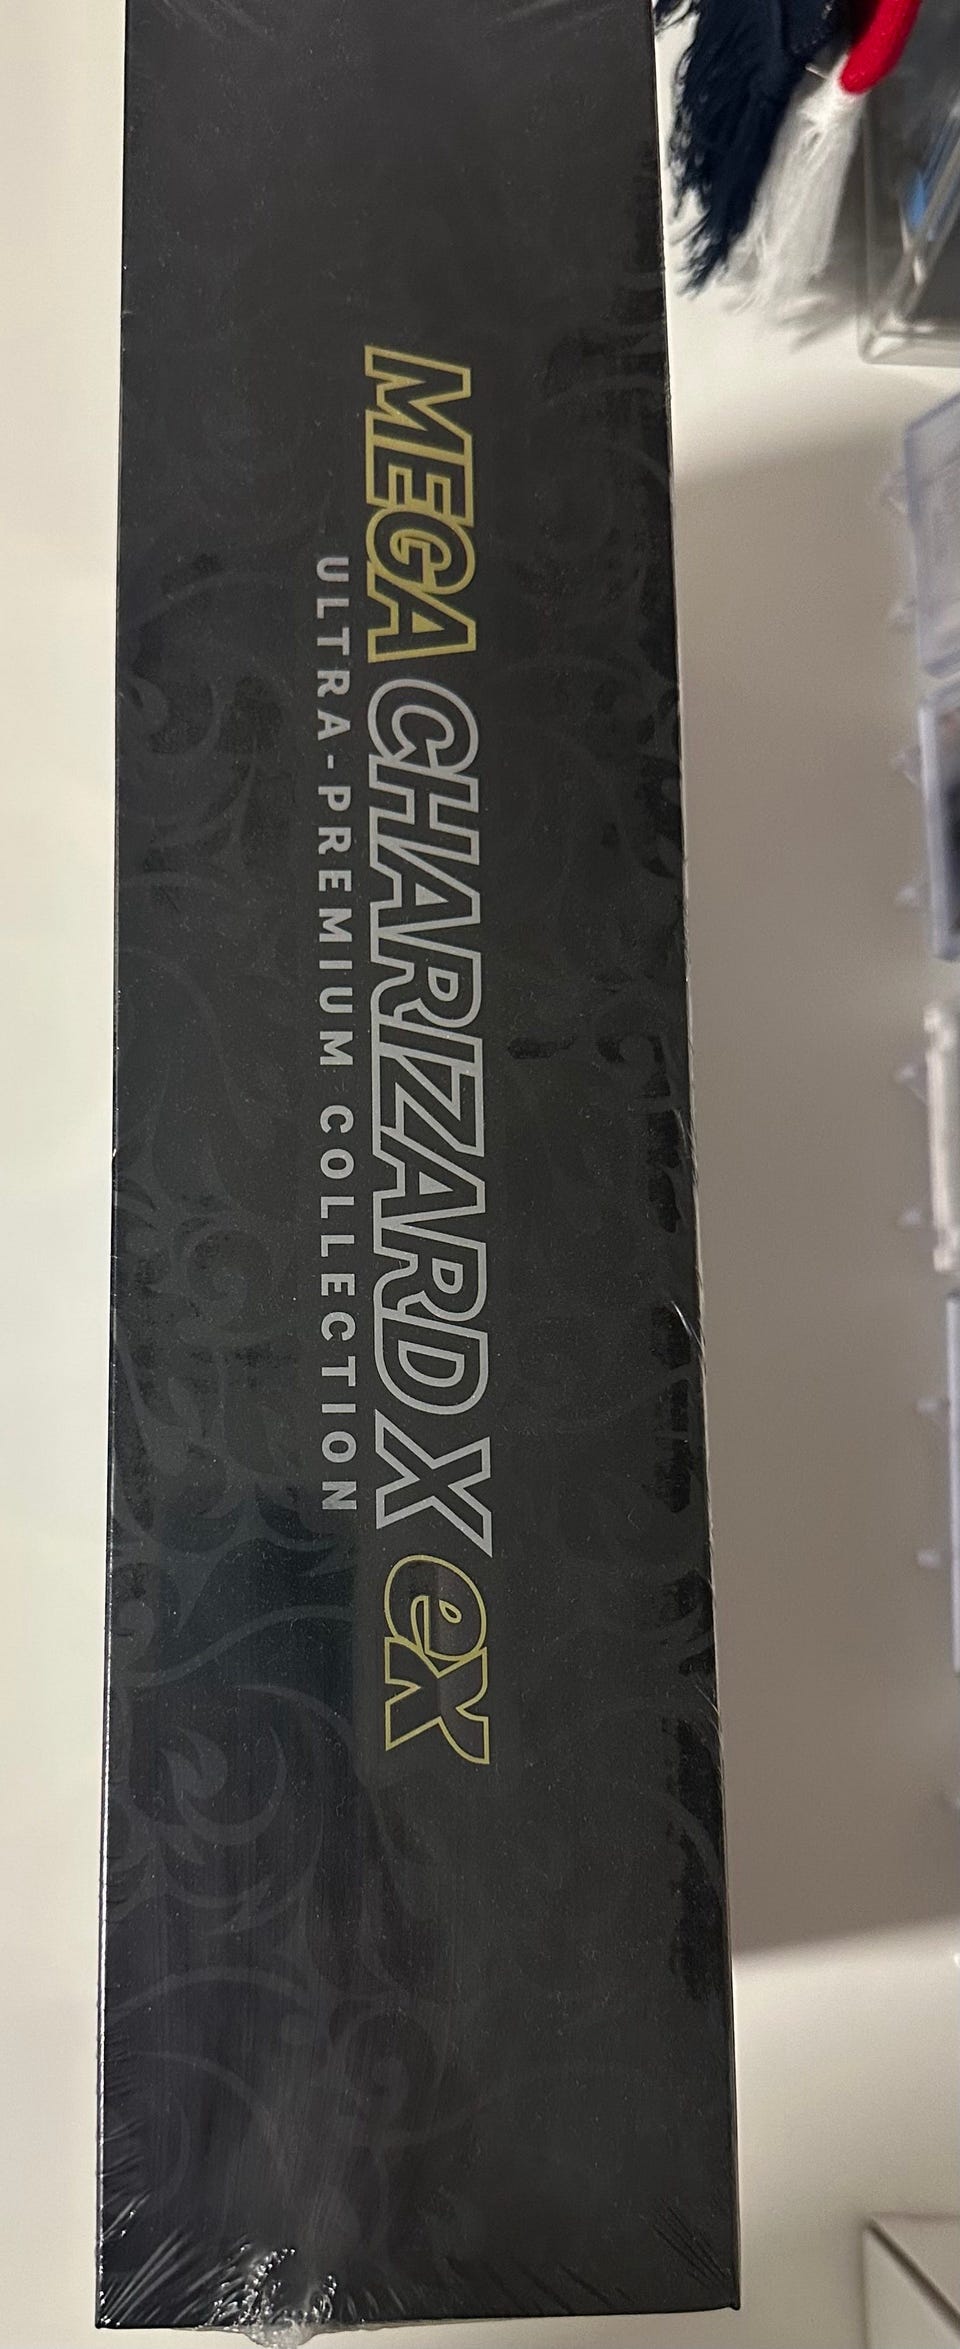 MEGA CHARIZARD X ex
ULTRA-PREMIUM COLLECTION